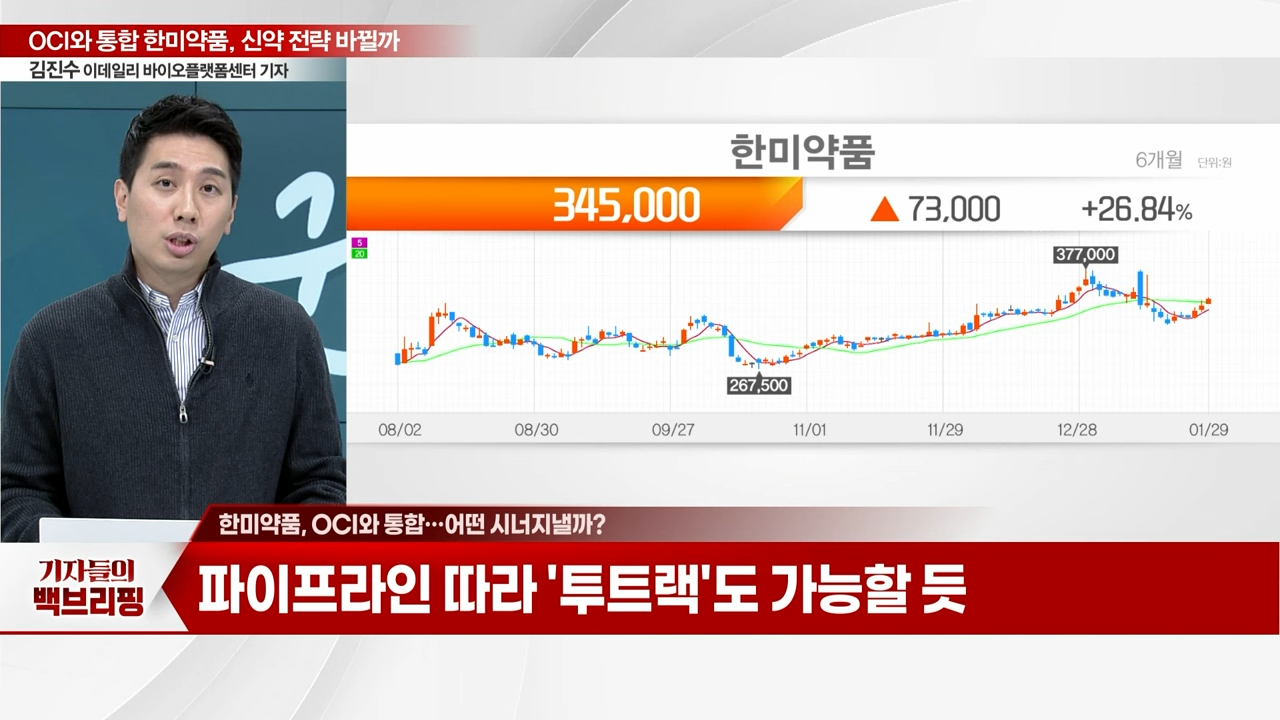 OCI와 통합 한미약품, 신약 전략 바뀔까
김진수 이데일리 바이오플랫폼센터 기자
한미약품
6개월 단위:원
345,000 ▲ 73,000 +26.84%
5
20
377,000
267,500
08/02 08/30 09/27 11/01 11/29 12/28 01/29
한미약품, OCI와 통합…어떤 시너지낼까?
기자들의
백브리핑
파이프라인 따라 '투트랙'도 가능할 듯